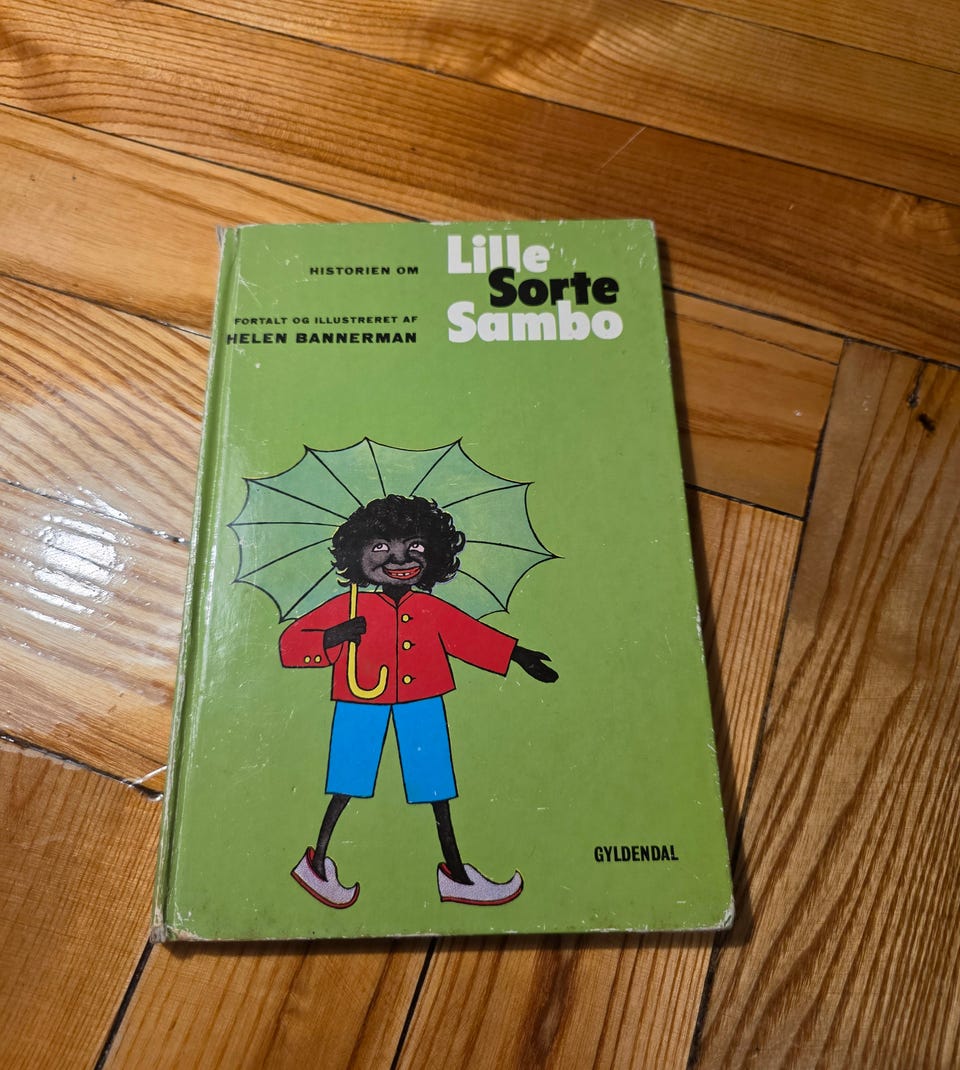 HISTORIEN OM
Lille
Sorte
Sambo
FORTALT OG ILLUSTRERET AF
HELEN BANNERMAN
GYLDENDAL